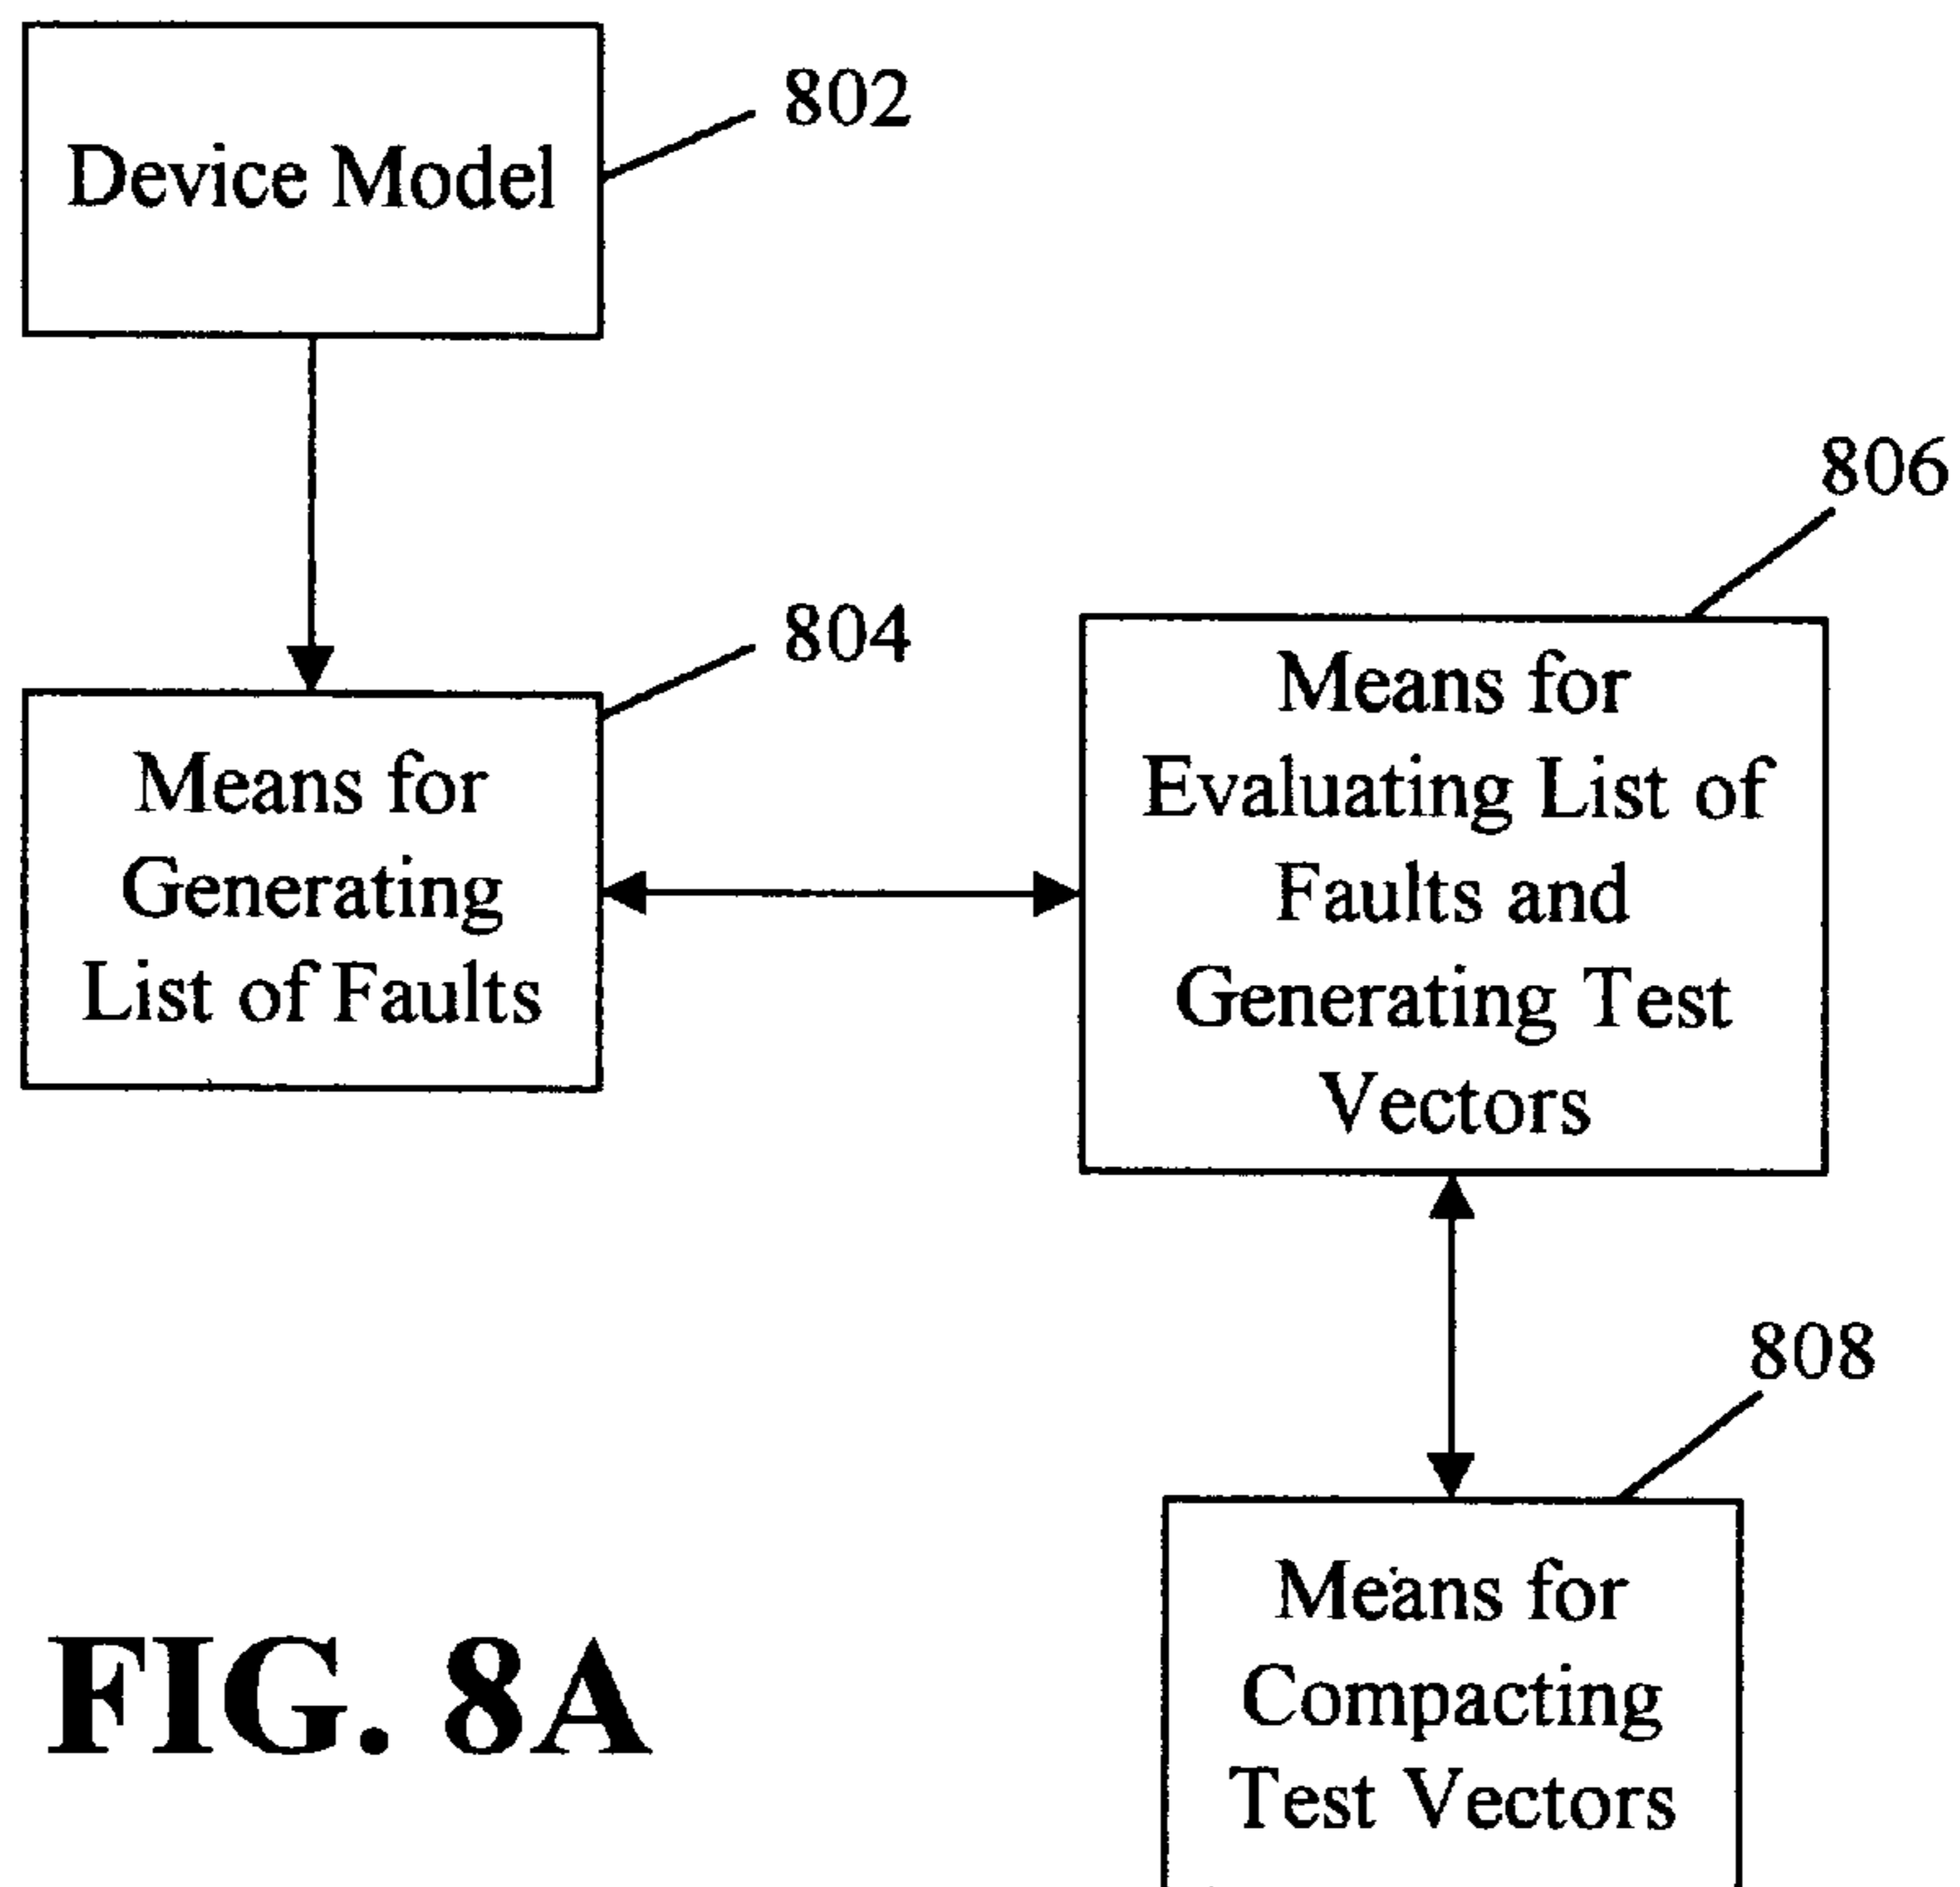 802
Device Model
806
804
Means for
Generating
List of Faults
Means for
Evaluating List of
Faults and
Generating Test
Vectors
808
Means for
Compacting
Test Vectors
FIG. 8A